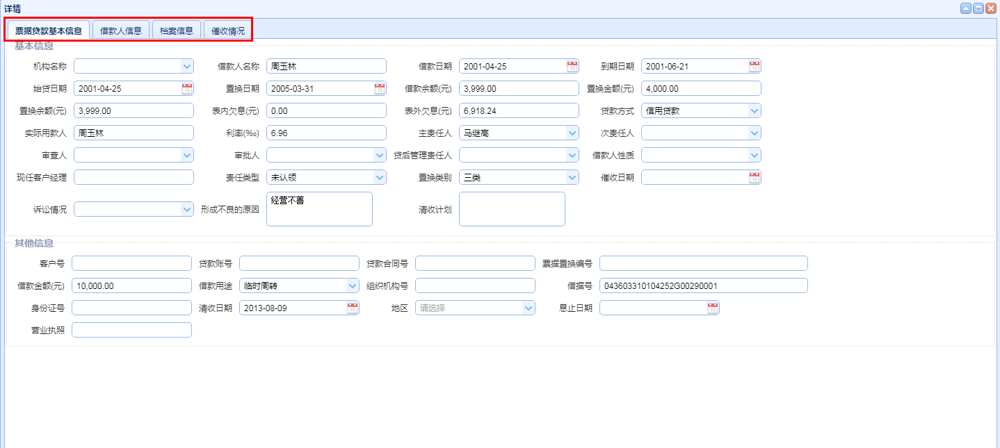 详情
票据贷款基本信息 借款人信息 档案信息 催收情况
基本信息
机构名称 借款人名称 周玉林 借款日期 2001-04-25 到期日期 2001-06-21
始贷日期 2001-04-25 置换日期 2005-03-31 借款余额(元) 3,999.00 置换金额(元) 4,000.00
置换余额(元) 3,999.00 表内欠息(元) 0.00 表外欠息(元) 6,918.24 贷款方式 信用贷款
实际用款人 周玉林 利率(‰) 6.96 主责任人 马继高 次责任人
审查人 审批人 贷后管理责任人 借款人性质
现任客户经理 责任类型 未认领 置换类别 三类 催收日期
诉讼情况 形成不良的原因 经营不善 清收计划
其他信息
客户号 贷款账号 贷款合同号 票据置换编号
借款金额(元) 10,000.00 借款用途 临时周转 组织机构号 借据号 043603310104252G00290001
身份证号 清收日期 2013-08-09 地区 请选择 息止日期
营业执照